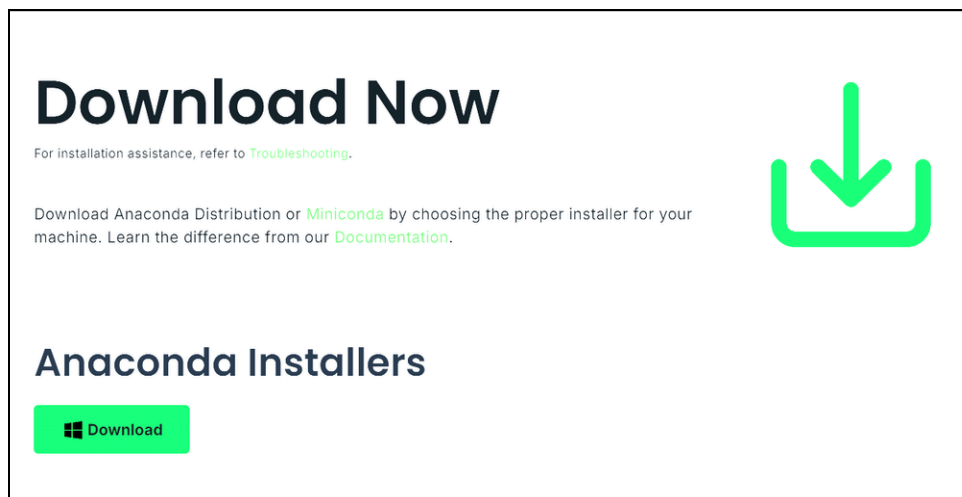 Download Now
For installation assistance, refer to Troubleshooting.
Download Anaconda Distribution or Miniconda by choosing the proper installer for your
machine. Learn the difference from our Documentation.
Anaconda Installers
Download